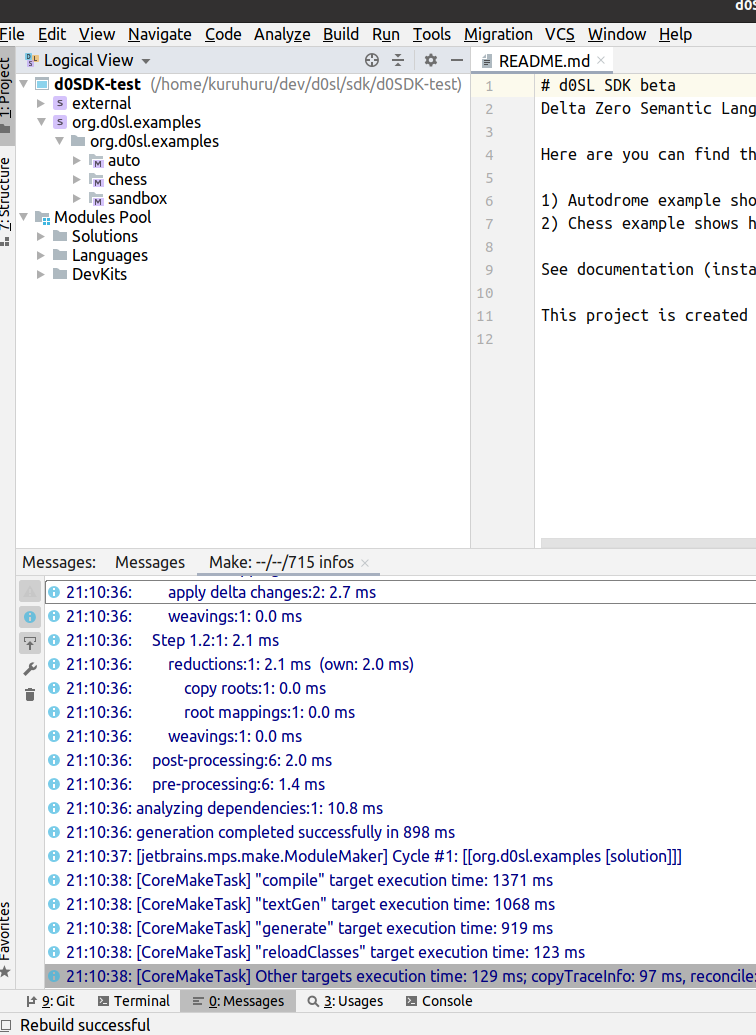 d0S
File Edit View Navigate Code Analyze Build Run Tools Migration VCS Window Help
1: Project
7: Structure
Favorites
Logical View
d0SDK-test (/home/kuruhuru/dev/d0sl/sdk/d0SDK-test)
external
org.d0sl.examples
org.d0sl.examples
auto
chess
sandbox
Modules Pool
Solutions
Languages
DevKits
README.md
1 # d0SL SDK beta
2 Delta Zero Semantic Lang
3
4 Here are you can find th
5
6 1) Autodrome example sho
7 2) Chess example shows h
8
9 See documentation (insta
10
11 This project is created
12
Messages: Messages Make: --/--/715 infos
21:10:36: apply delta changes:2: 2.7 ms
21:10:36: weavings:1: 0.0 ms
21:10:36: Step 1.2:1: 2.1 ms
21:10:36: reductions:1: 2.1 ms (own: 2.0 ms)
21:10:36: copy roots:1: 0.0 ms
21:10:36: root mappings:1: 0.0 ms
21:10:36: weavings:1: 0.0 ms
21:10:36: post-processing:6: 2.0 ms
21:10:36: pre-processing:6: 1.4 ms
21:10:36: analyzing dependencies:1: 10.8 ms
21:10:36: generation completed successfully in 898 ms
21:10:37: [jetbrains.mps.make.ModuleMaker] Cycle #1: [[org.d0sl.examples [solution]]]
21:10:38: [CoreMakeTask] "compile" target execution time: 1371 ms
21:10:38: [CoreMakeTask] "textGen" target execution time: 1068 ms
21:10:38: [CoreMakeTask] "generate" target execution time: 919 ms
21:10:38: [CoreMakeTask] "reloadClasses" target execution time: 123 ms
21:10:38: [CoreMakeTask] Other targets execution time: 129 ms; copyTraceInfo: 97 ms, reconcile:
9: Git Terminal 0: Messages 3: Usages Console
Rebuild successful